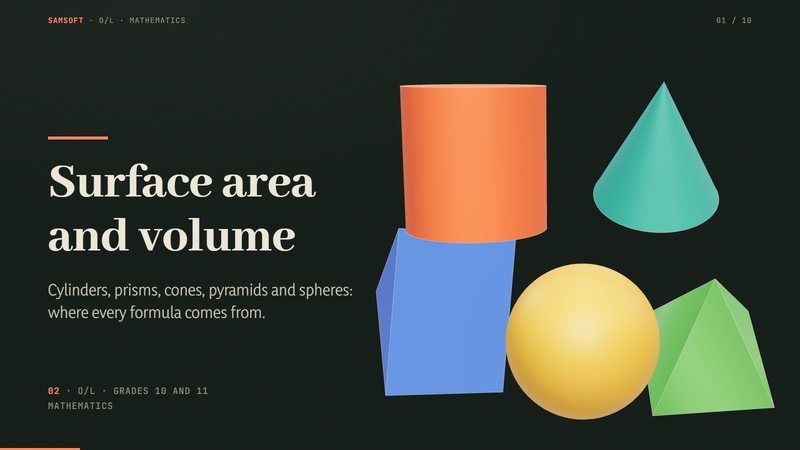 SAMSOFT · O/L · MATHEMATICS
01 / 10
Surface area
and volume
Cylinders, prisms, cones, pyramids and spheres:
where every formula comes from.
02 · O/L · GRADES 10 AND 11
MATHEMATICS